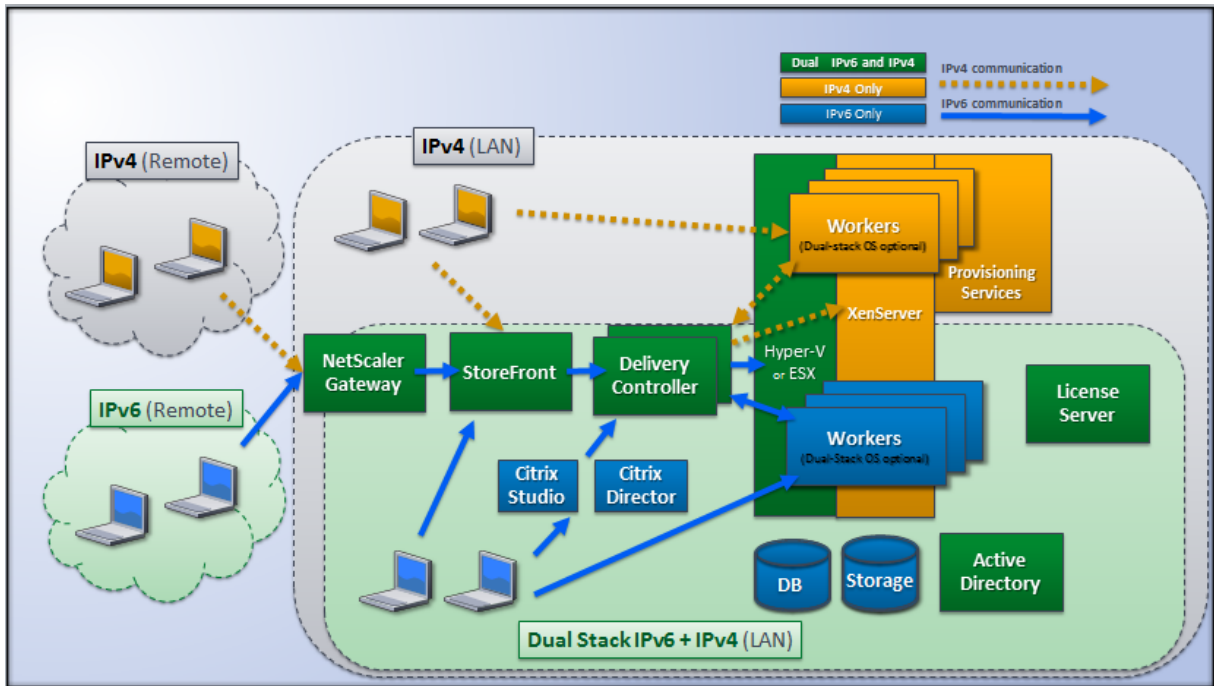 Dual IPv6 and IPv4
IPv4 Only
IPv6 Only
IPv4 communication
IPv6 communication
IPv4 (Remote)
IPv4 (LAN)
Workers
(Dual-stack OS optional)
Provisioning
Services
XenServer
NetScaler
Gateway
StoreFront
Delivery
Controller
Hyper-V
or ESX
IPv6 (Remote)
License
Server
Workers
(Dual-Stack OS optional)
Citrix
Studio
Citrix
Director
DB
Storage
Active
Directory
Dual Stack IPv6 + IPv4 (LAN)